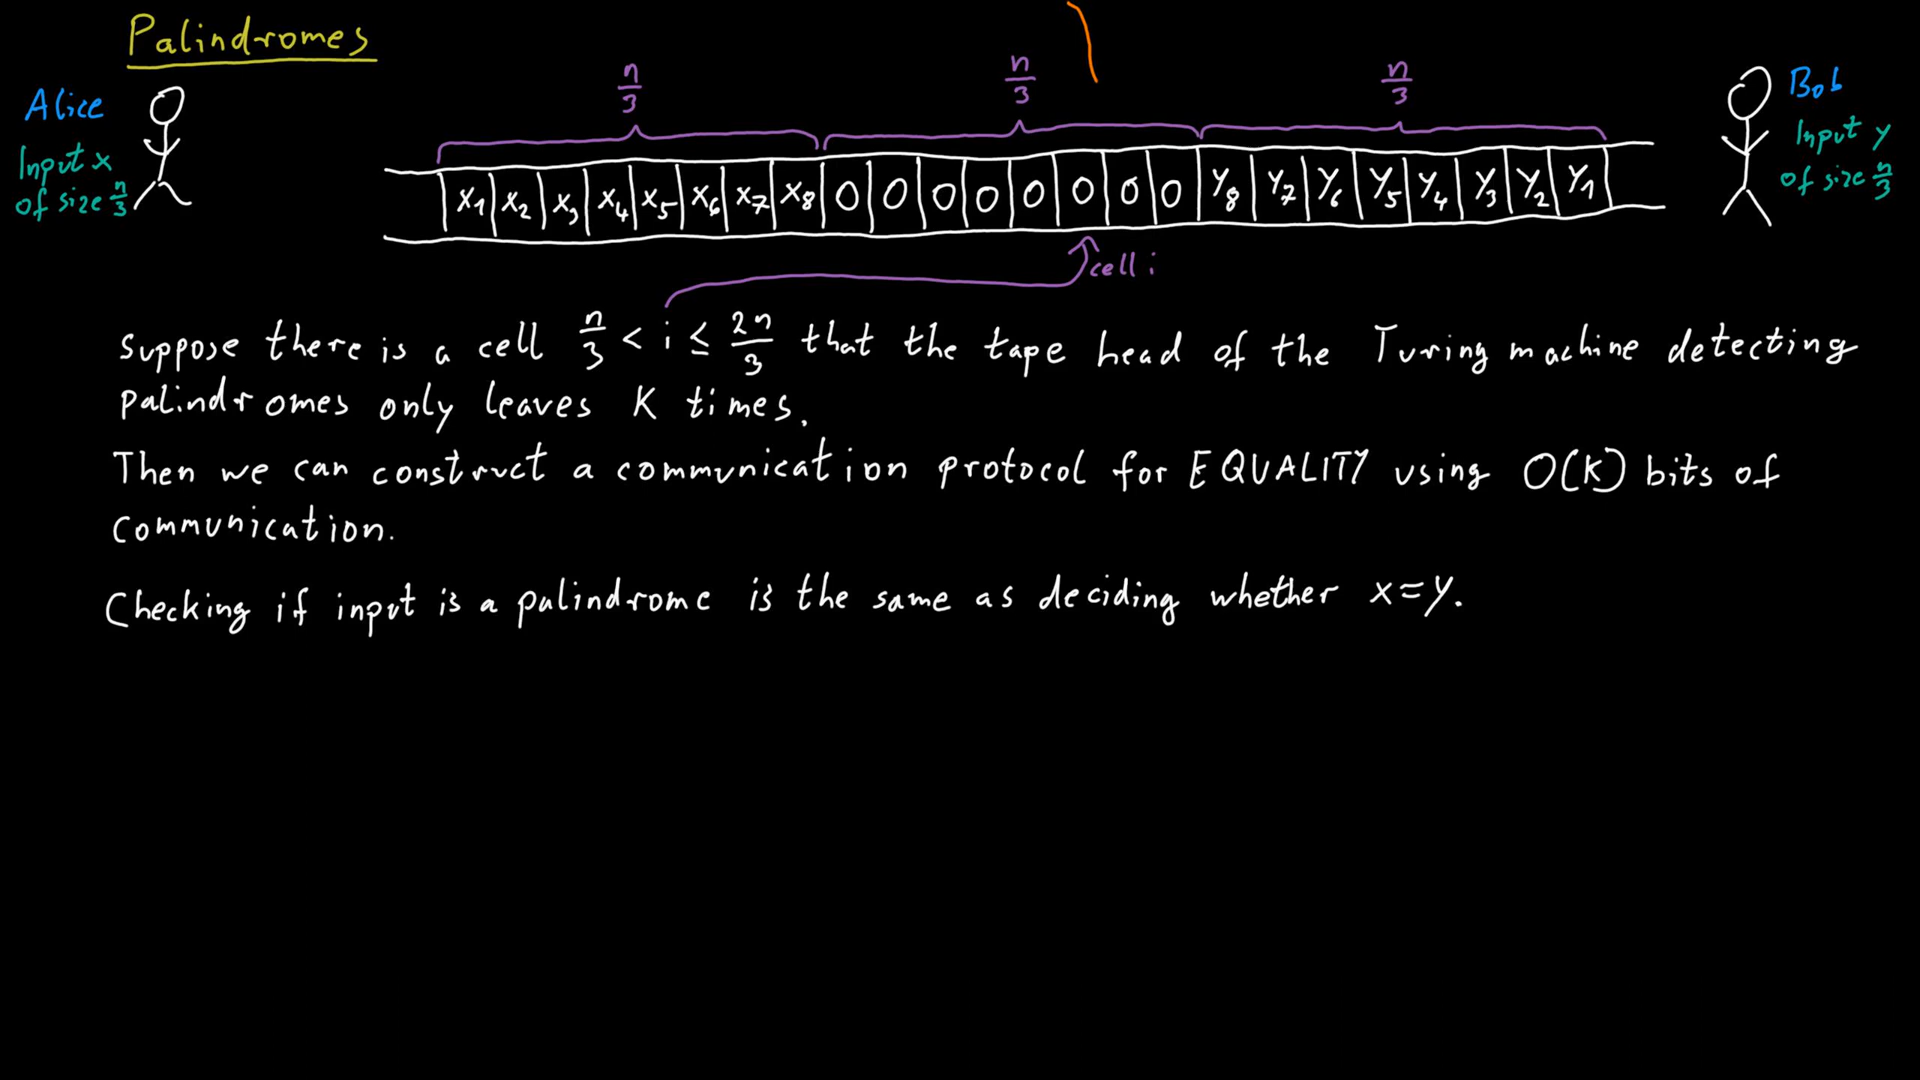 Palindromes
n/3 n/3 n/3
Alice
Input x
of size n/3
Bob
Input y
of size n/3
x1 x2 x3 x4 x5 x6 x7 x8 0 0 0 0 0 0 0 0 y8 y7 y6 y5 y4 y3 y2 y1
cell i
Suppose there is a cell n/3 < i ≤ 2n/3 that the tape head of the Turing machine detecting
palindromes only leaves K times.
Then we can construct a communication protocol for EQUALITY using O(K) bits of
communication.
Checking if input is a palindrome is the same as deciding whether x=y.